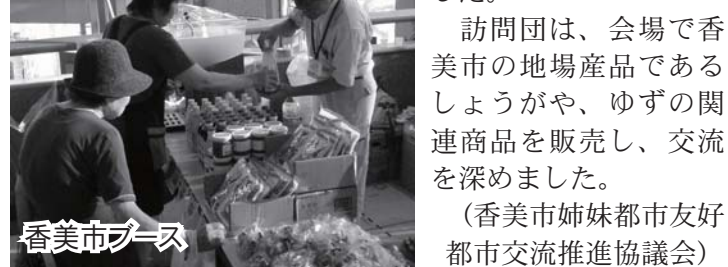 した。
訪問団は、会場で香
美市の地場産品である
しょうがや、ゆずの関
連商品を販売し、交流
を深めました。
（香美市姉妹都市友好
都市交流推進協議会）
香美市ブース